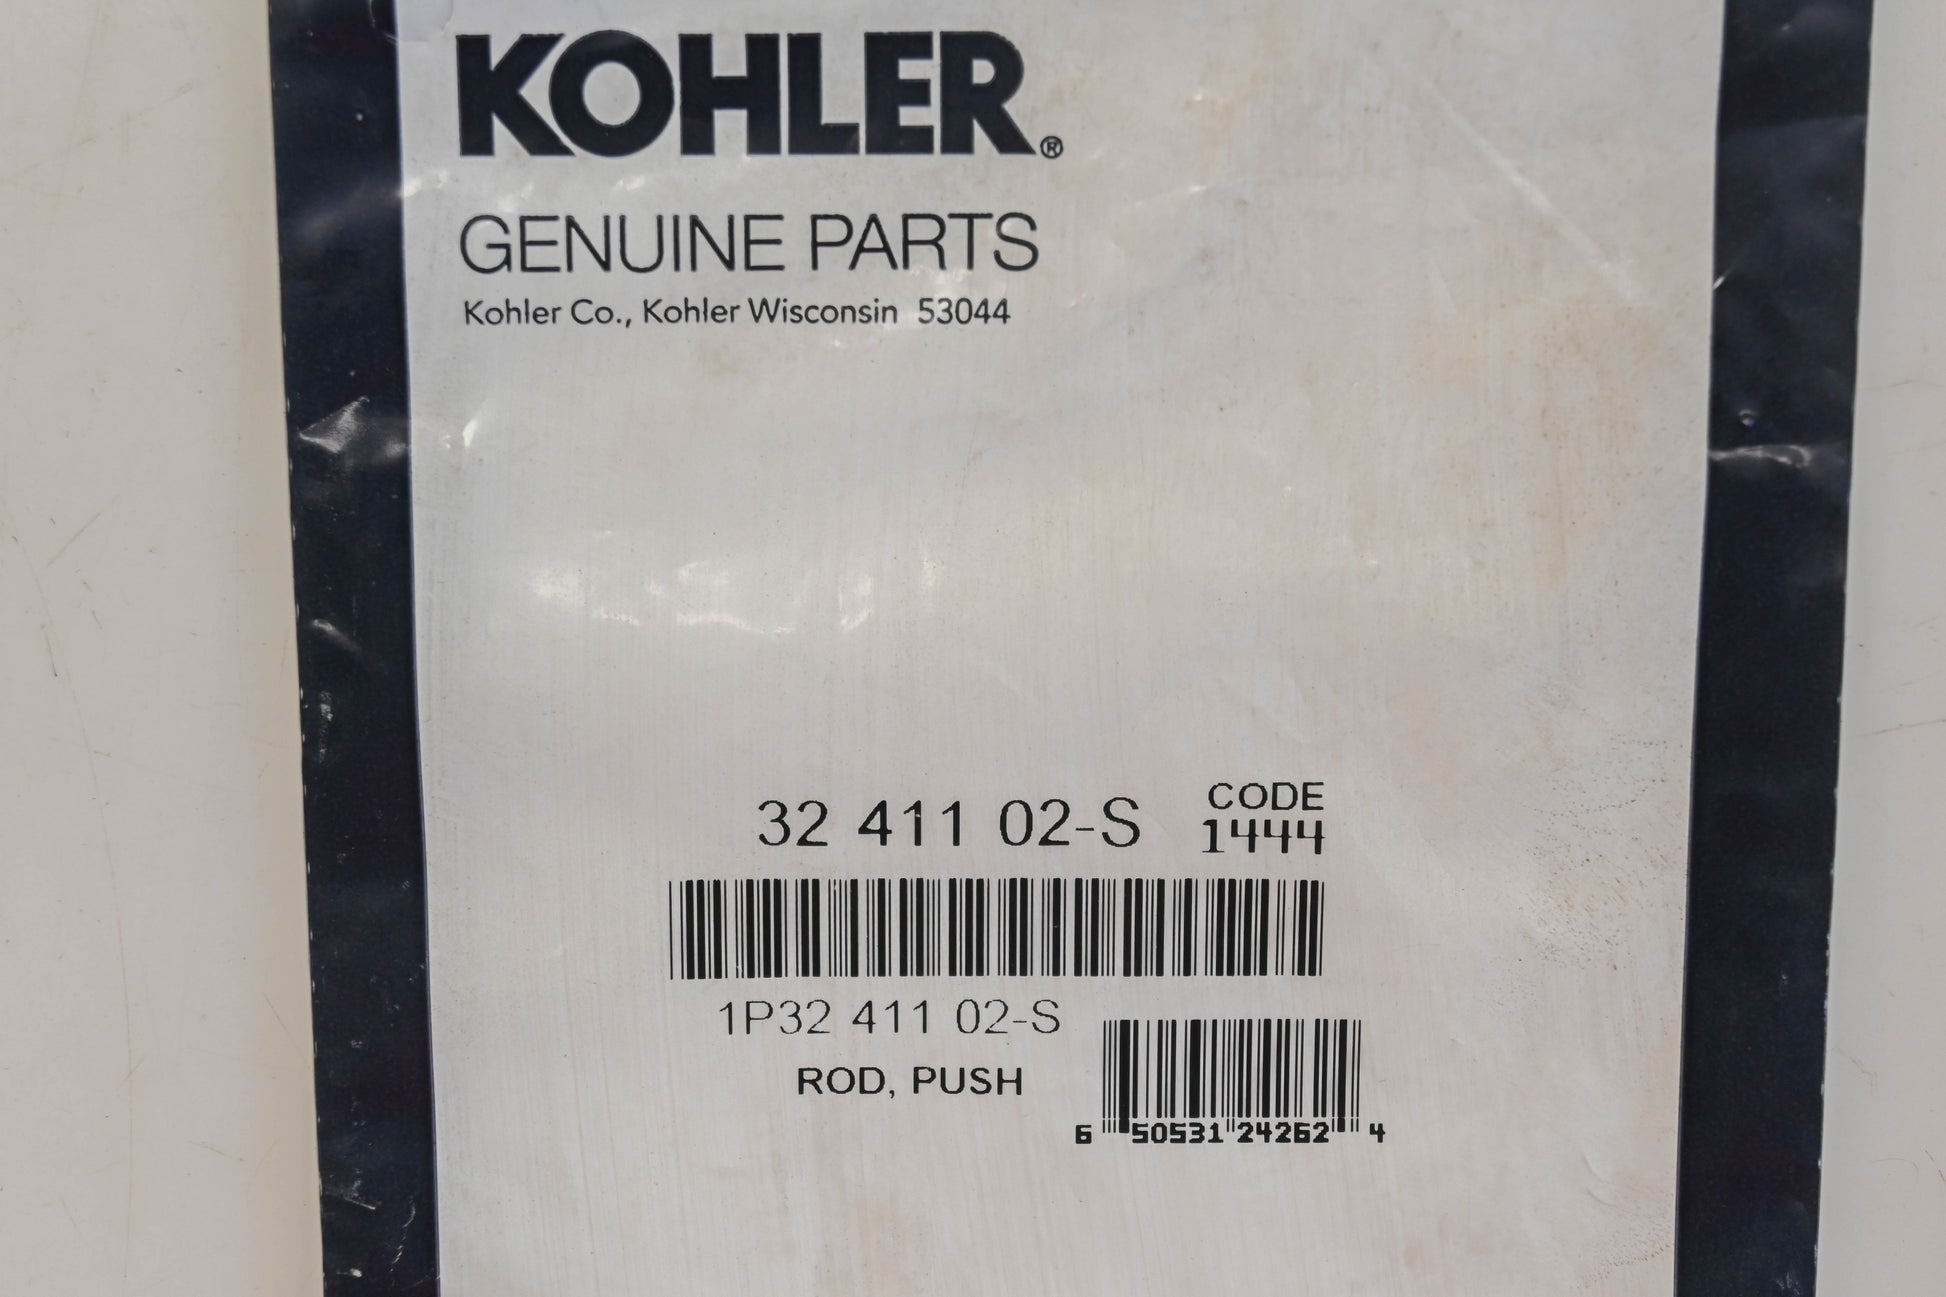 KOHLER®
GENUINE PARTS
Kohler Co., Kohler Wisconsin 53044
32 411 02-S
CODE
1444
1P32 411 02-S
ROD, PUSH
6 50531 24262 4